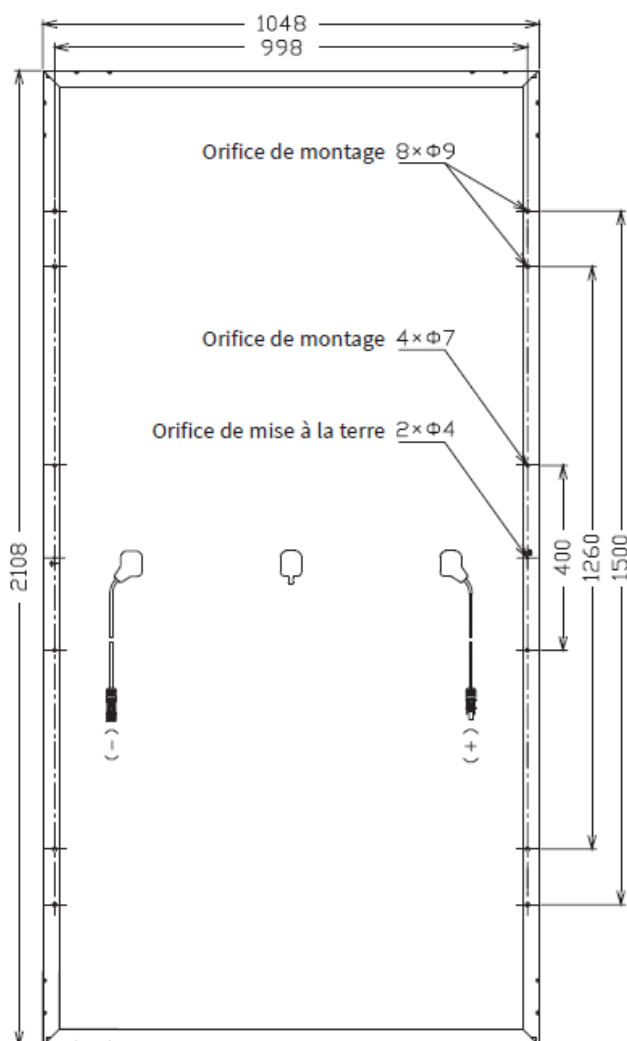 1048
998
Orifice de montage 8×Φ9
Orifice de montage 4×Φ7
Orifice de mise à la terre 2×Φ4
2108
400
1260
1500
(-)
(+)